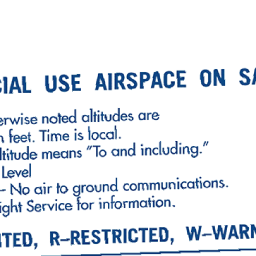 CIAL USE AIRSPACE ON SA
erwise noted altitudes are
n feet. Time is local.
ltitude means "To and including."
Level
– No air to ground communications.
ight Service for information.
ITED, R–RESTRICTED, W–WARN